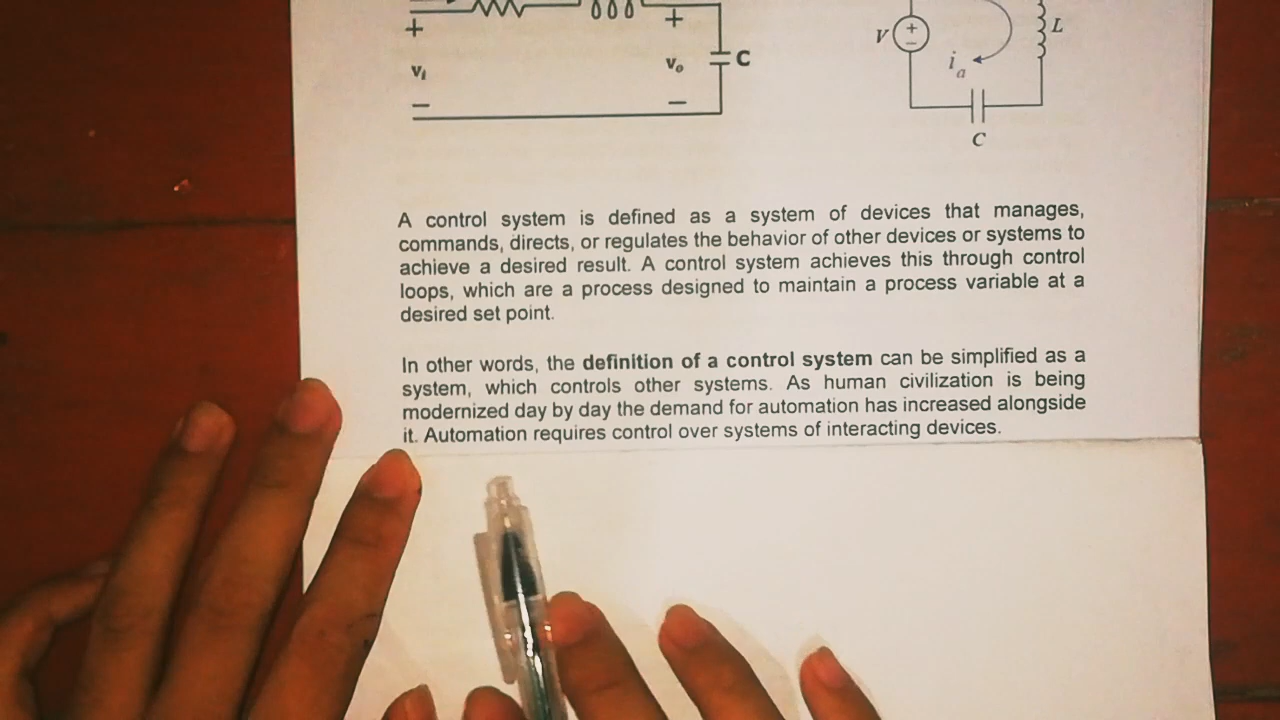 + +
V L
vi vo C
ia
− −
C
A control system is defined as a system of devices that manages,
commands, directs, or regulates the behavior of other devices or systems to
achieve a desired result. A control system achieves this through control
loops, which are a process designed to maintain a process variable at a
desired set point.
In other words, the definition of a control system can be simplified as a
system, which controls other systems. As human civilization is being
modernized day by day the demand for automation has increased alongside
it. Automation requires control over systems of interacting devices.